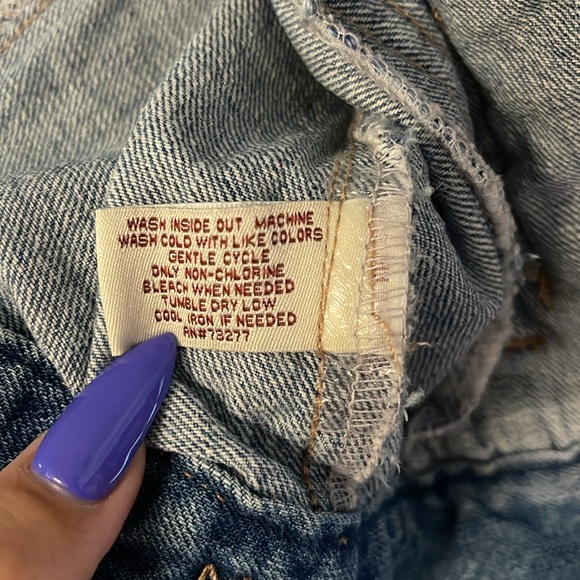 WASH INSIDE OUT MACHINE
WASH COLD WITH LIKE COLORS
GENTLE CYCLE
ONLY NON-CHLORINE
BLEACH WHEN NEEDED
TUMBLE DRY LOW
COOL IRON IF NEEDED
RN#73277